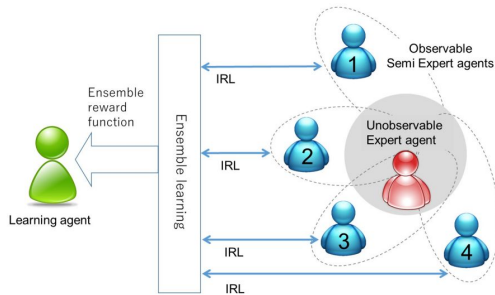 1
Observable
Semi Expert agents
IRL
Ensemble
reward
function
Ensemble learning
Unobservable
Expert agent
2
IRL
Learning agent
3
4
IRL
IRL